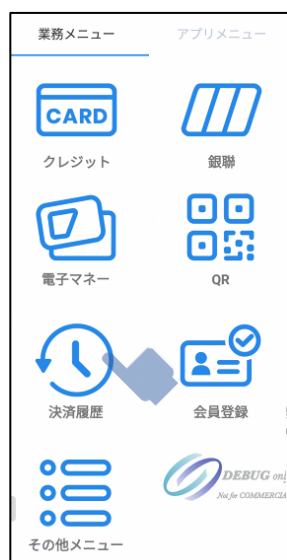 業務メニュー
アプリメニュー
CARD
クレジット
銀聯
電子マネー
QR
決済履歴
会員登録
DEBUG only
Not for COMMERCIA
その他メニュー